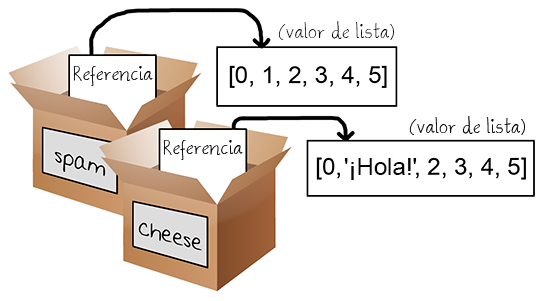 (valor de lista)
Referencia
[0, 1, 2, 3, 4, 5]
spam
(valor de lista)
Referencia
[0,'¡Hola!', 2, 3, 4, 5]
cheese